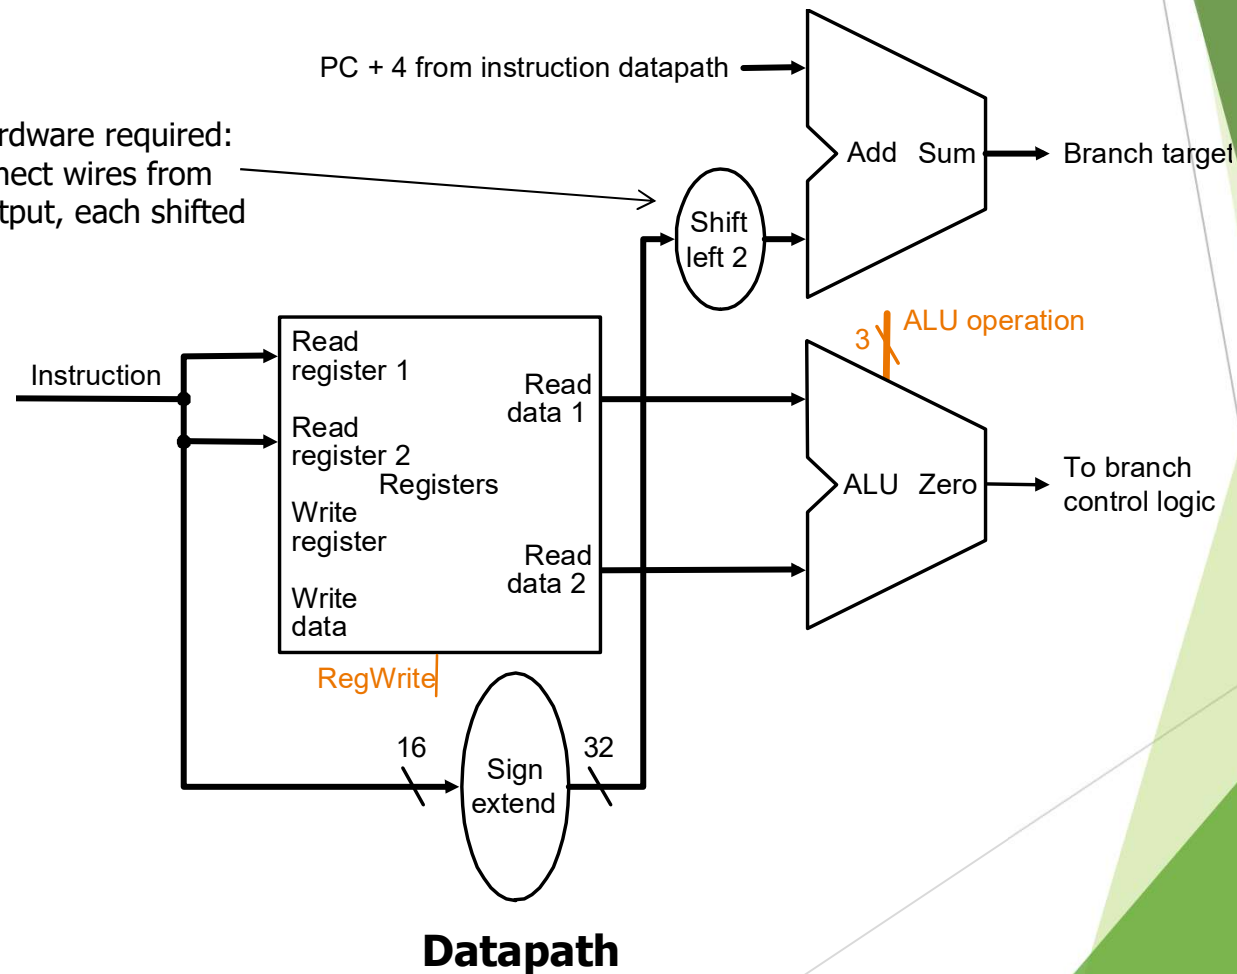 PC + 4 from instruction datapath
rdware required:
nect wires from
tput, each shifted
Add Sum
Branch target
Shift
left 2
ALU operation
3
Instruction
Read
register 1
Read
data 1
Read
register 2
Registers
Write
register
Read
data 2
Write
data
ALU Zero
To branch
control logic
RegWrite
16
Sign
extend
32
Datapath